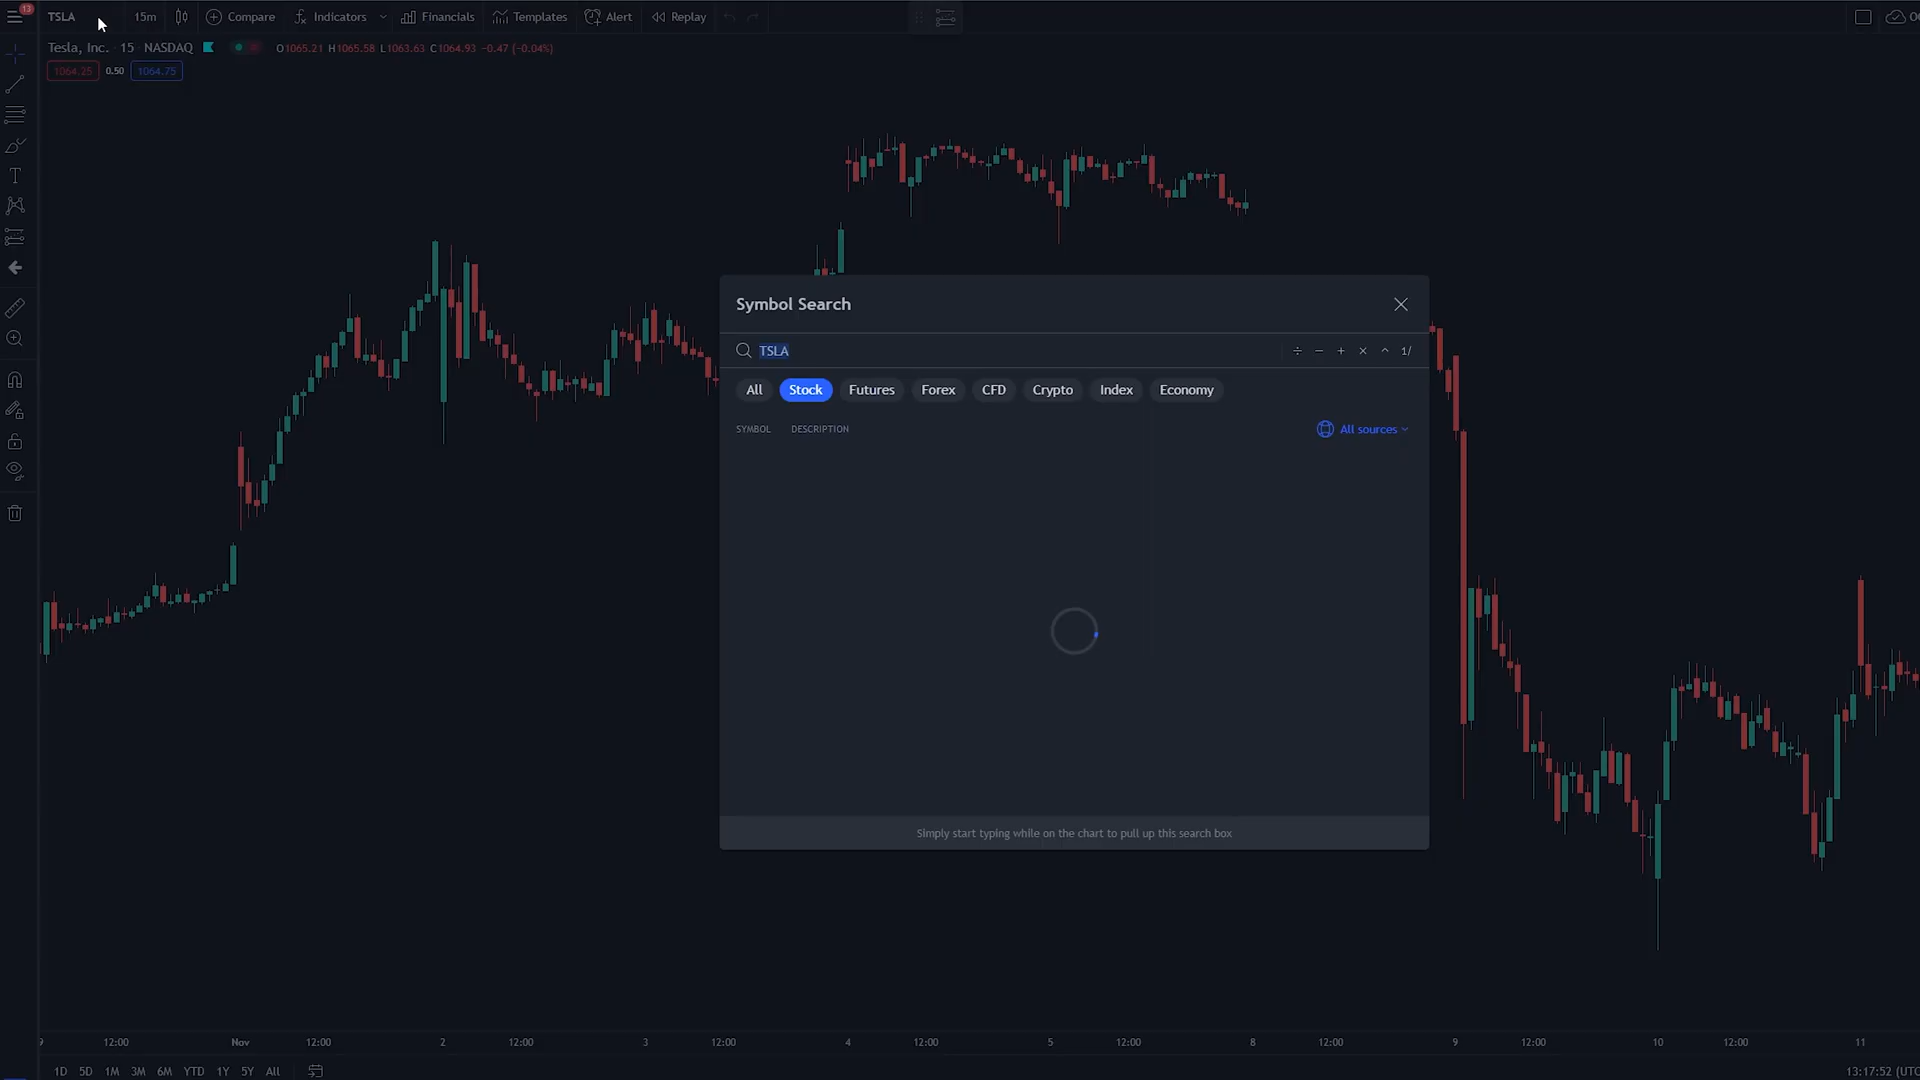 13
TSLA 15m Compare Indicators Financials Templates Alert Replay
Tesla, Inc. · 15 · NASDAQ O1065.21 H1065.58 L1063.63 C1064.93 −0.47 (−0.04%)
1064.25 0.50 1064.75
Symbol Search
TSLA ÷ − + × ^ 1/
All Stock Futures Forex CFD Crypto Index Economy
SYMBOL DESCRIPTION All sources
Simply start typing while on the chart to pull up this search box
12:00 Nov 12:00 2 12:00 3 12:00 4 12:00 5 12:00 8 12:00 9 12:00 10 12:00 11
1D 5D 1M 3M 6M YTD 1Y 5Y All 13:17:52 (UTC